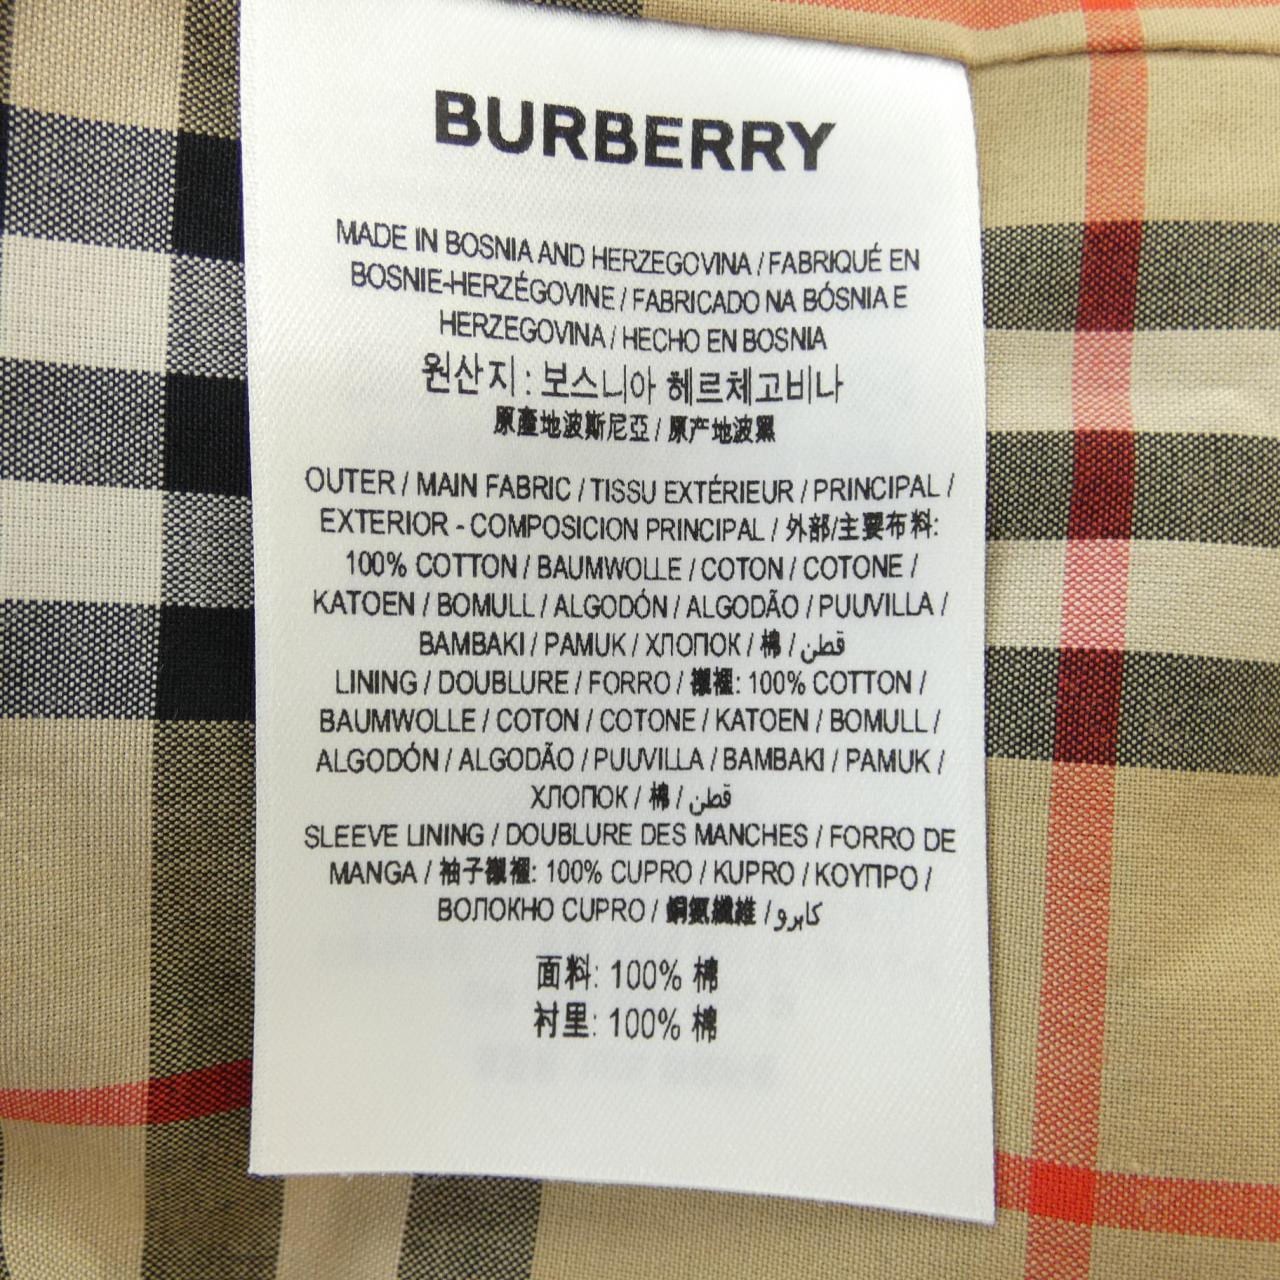 BURBERRY
MADE IN BOSNIA AND HERZEGOVINA / FABRIQUÉ EN
BOSNIE-HERZÉGOVINE / FABRICADO NA BÓSNIA E
HERZEGOVINA / HECHO EN BOSNIA
원산지 : 보스니아 헤르체고비나
原產地波斯尼亞 / 原产地波黑
OUTER / MAIN FABRIC / TISSU EXTÉRIEUR / PRINCIPAL /
EXTERIOR - COMPOSICION PRINCIPAL / 外部/主要布料:
100% COTTON / BAUMWOLLE / COTON / COTONE /
KATOEN / BOMULL / ALGODÓN / ALGODÃO / PUUVILLA /
BAMBAKI / PAMUK / ХЛОПОК / 棉 / قطن
LINING / DOUBLURE / FORRO / 襯裡: 100% COTTON /
BAUMWOLLE / COTON / COTONE / KATOEN / BOMULL /
ALGODÓN / ALGODÃO / PUUVILLA / BAMBAKI / PAMUK /
ХЛОПОК / 棉 / قطن
SLEEVE LINING / DOUBLURE DES MANCHES / FORRO DE
MANGA / 袖子襯裡: 100% CUPRO / KUPRO / ΚΟΥΠΡΟ /
ВОЛОКНО CUPRO / 銅氨纖維 / كابرو
面料: 100% 棉
衬里: 100% 棉